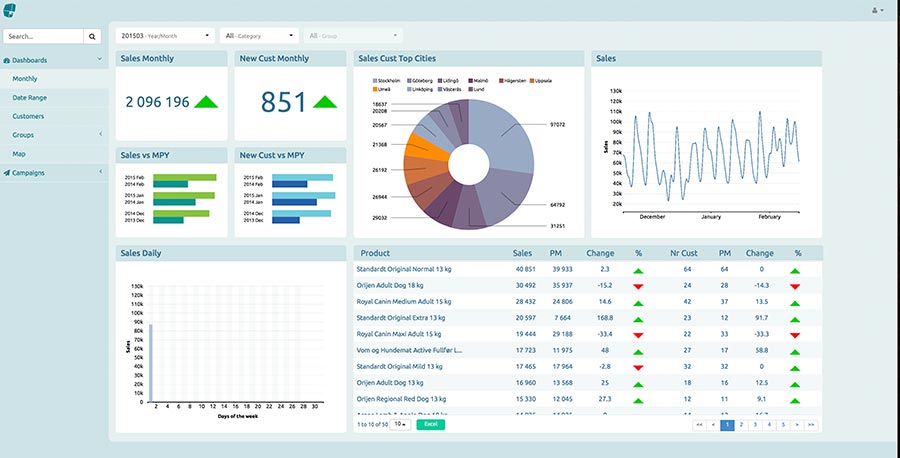 Search...
Dashboards
Monthly
Date Range
Customers
Groups
Map
Campaigns
201503 - Year/Month
All - Category
All - Group
Sales Monthly
2 096 196
New Cust Monthly
851
Sales vs MPY
2015 Feb
2014 Feb
2015 Jan
2014 Jan
2014 Dec
2013 Dec
New Cust vs MPY
2015 Feb
2014 Feb
2015 Jan
2014 Jan
2014 Dec
2013 Dec
Sales Cust Top Cities
Stockholm Göteborg Lidingö Malmö Hägersten Uppsala
Umeå Linköping Västerås Lund
18637
20208
20567
21368
26192
26944
29032
97072
64792
31251
Sales
130k
120k
110k
100k
90k
80k
70k
60k
50k
40k
30k
20k
Sales
December January February
Sales Daily
130k
120k
110k
100k
90k
80k
70k
60k
50k
40k
30k
20k
10k
0
Sales
2 4 6 8 10 12 14 16 18 20 22 24 26 28 30
Days of the week
Product Sales PM Change % Nr Cust PM Change %
Standardt Original Normal 13 kg 40 851 39 933 2.3 64 64 0
Orijen Adult Dog 18 kg 30 492 35 937 -15.2 24 28 -14.3
Royal Canin Medium Adult 15 kg 28 432 24 806 14.6 42 37 13.5
Standardt Original Extra 13 kg 20 597 7 664 168.8 23 12 91.7
Royal Canin Maxi Adult 15 kg 19 444 29 188 -33.4 22 33 -33.3
Vom og Hundemat Active Fullfør L... 17 723 11 975 48 27 17 58.8
Standardt Original Mild 13 kg 17 465 17 964 -2.8 32 32 0
Orijen Adult Dog 13 kg 16 960 13 568 25 18 16 12.5
Orijen Regional Red Dog 13 kg 15 330 12 045 27.3 12 11 9.1
1 to 10 of 50 10 Excel << < 1 2 3 4 5 > >>